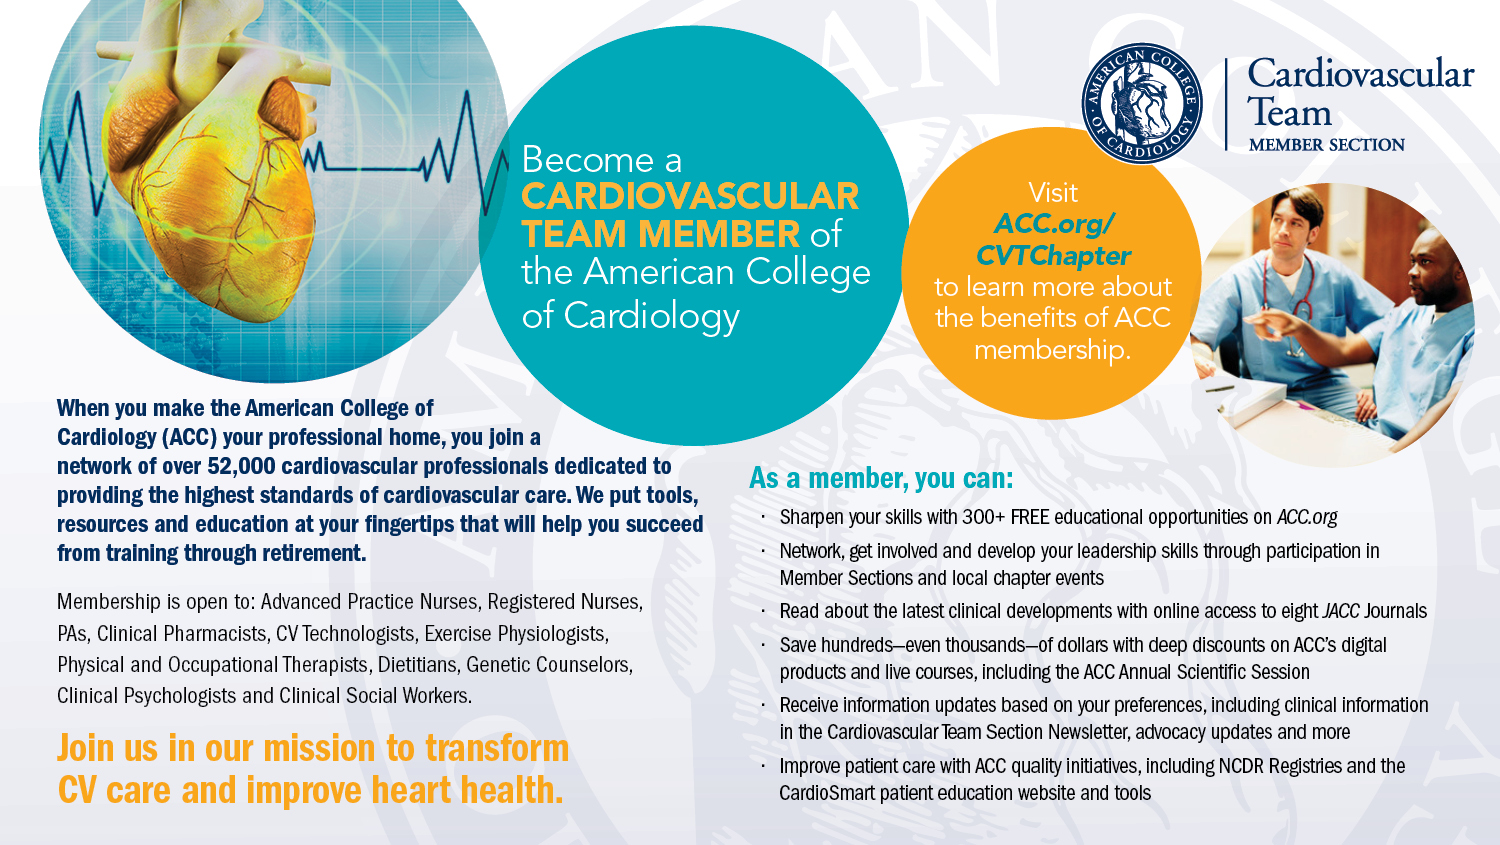 AMERICAN COLLEGE OF CARDIOLOGY
Cardiovascular
Team
MEMBER SECTION
Become a
CARDIOVASCULAR
TEAM MEMBER of
the American College
of Cardiology
Visit
ACC.org/
CVTChapter
to learn more about
the benefits of ACC
membership.
When you make the American College of
Cardiology (ACC) your professional home, you join a
network of over 52,000 cardiovascular professionals dedicated to
providing the highest standards of cardiovascular care. We put tools,
resources and education at your fingertips that will help you succeed
from training through retirement.
Membership is open to: Advanced Practice Nurses, Registered Nurses,
PAs, Clinical Pharmacists, CV Technologists, Exercise Physiologists,
Physical and Occupational Therapists, Dietitians, Genetic Counselors,
Clinical Psychologists and Clinical Social Workers.
Join us in our mission to transform
CV care and improve heart health.
As a member, you can:
· Sharpen your skills with 300+ FREE educational opportunities on ACC.org
· Network, get involved and develop your leadership skills through participation in
Member Sections and local chapter events
· Read about the latest clinical developments with online access to eight JACC Journals
· Save hundreds—even thousands—of dollars with deep discounts on ACC's digital
products and live courses, including the ACC Annual Scientific Session
· Receive information updates based on your preferences, including clinical information
in the Cardiovascular Team Section Newsletter, advocacy updates and more
· Improve patient care with ACC quality initiatives, including NCDR Registries and the
CardioSmart patient education website and tools